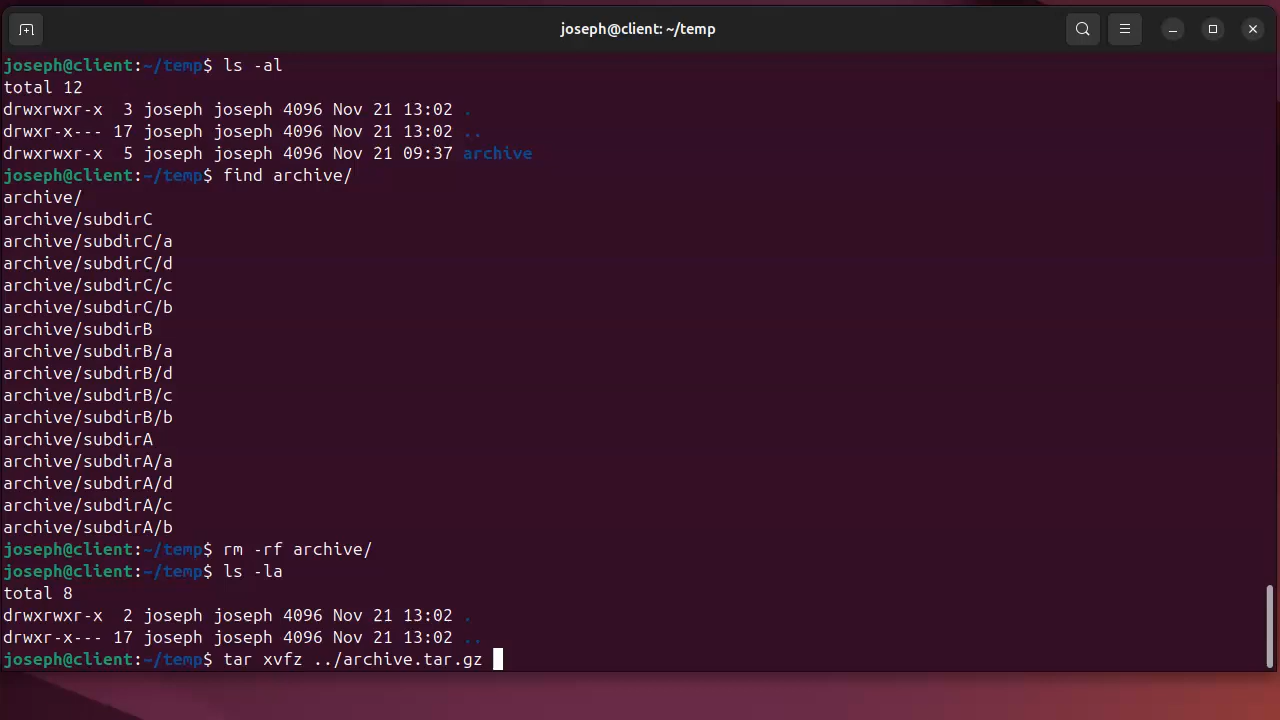 joseph@client: ~/temp
joseph@client:~/temp$ ls -al
total 12
drwxrwxr-x  3 joseph joseph 4096 Nov 21 13:02 .
drwxr-x--- 17 joseph joseph 4096 Nov 21 13:02 ..
drwxrwxr-x  5 joseph joseph 4096 Nov 21 09:37 archive
joseph@client:~/temp$ find archive/
archive/
archive/subdirC
archive/subdirC/a
archive/subdirC/d
archive/subdirC/c
archive/subdirC/b
archive/subdirB
archive/subdirB/a
archive/subdirB/d
archive/subdirB/c
archive/subdirB/b
archive/subdirA
archive/subdirA/a
archive/subdirA/d
archive/subdirA/c
archive/subdirA/b
joseph@client:~/temp$ rm -rf archive/
joseph@client:~/temp$ ls -la
total 8
drwxrwxr-x  2 joseph joseph 4096 Nov 21 13:02 .
drwxr-x--- 17 joseph joseph 4096 Nov 21 13:02 ..
joseph@client:~/temp$ tar xvfz ../archive.tar.gz